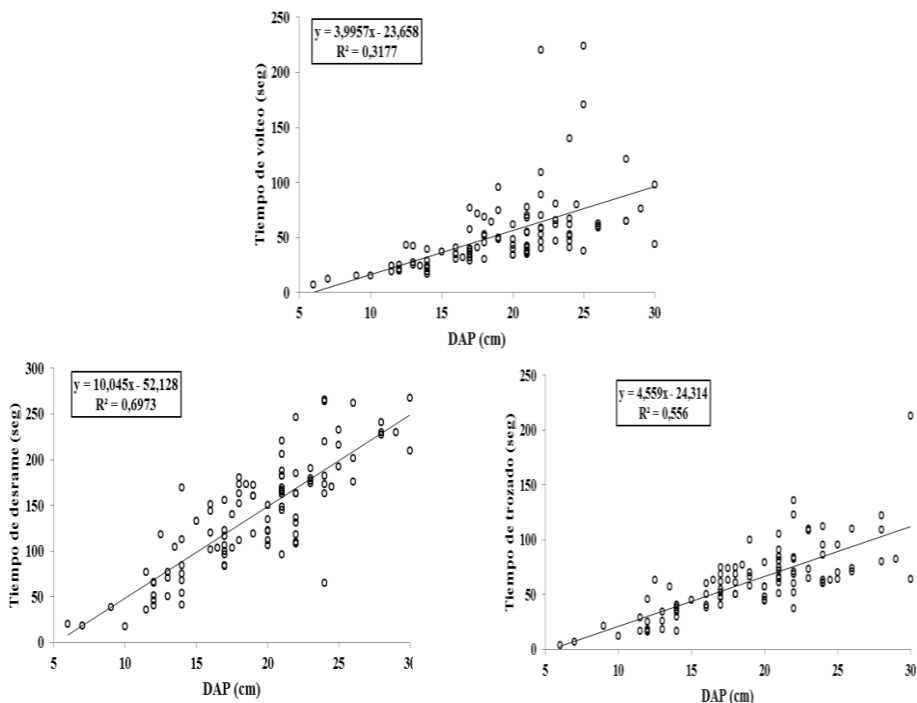 y = 3,9957x - 23,658
R² = 0,3177
Tiempo de volteo (seg)
250
200
150
100
50
0
5 10 15 20 25 30
DAP (cm)
y = 10,045x - 52,128
R² = 0,6973
Tiempo de desrame (seg)
300
250
200
150
100
50
0
5 10 15 20 25 30
DAP (cm)
y = 4,559x - 24,314
R² = 0,556
Tiempo de trozado (seg)
250
200
150
100
50
0
5 10 15 20 25 30
DAP (cm)